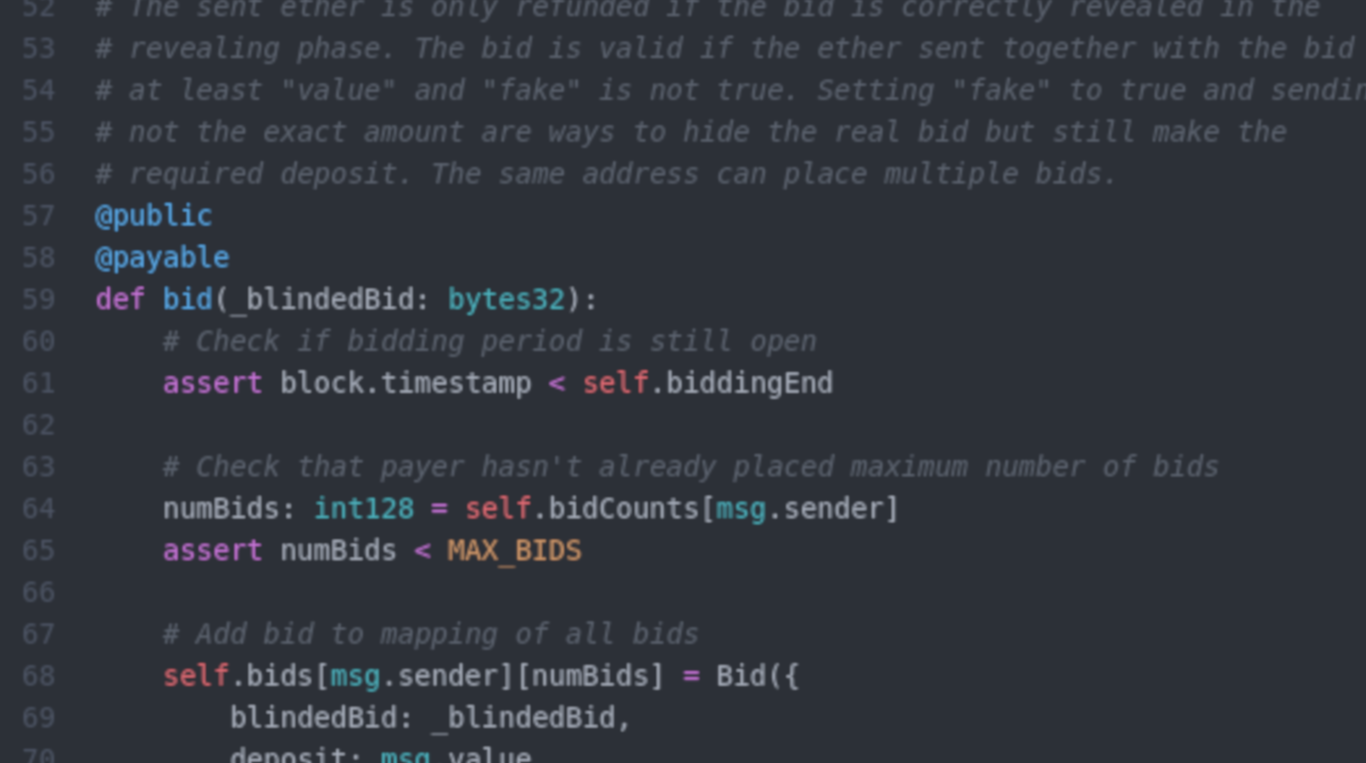 52 # The sent ether is only refunded if the bid is correctly revealed in the
53 # revealing phase. The bid is valid if the ether sent together with the bid
54 # at least "value" and "fake" is not true. Setting "fake" to true and sendin
55 # not the exact amount are ways to hide the real bid but still make the
56 # required deposit. The same address can place multiple bids.
57 @public
58 @payable
59 def bid(_blindedBid: bytes32):
60     # Check if bidding period is still open
61     assert block.timestamp < self.biddingEnd
62
63     # Check that payer hasn't already placed maximum number of bids
64     numBids: int128 = self.bidCounts[msg.sender]
65     assert numBids < MAX_BIDS
66
67     # Add bid to mapping of all bids
68     self.bids[msg.sender][numBids] = Bid({
69         blindedBid: _blindedBid,
70         deposit: msg.value